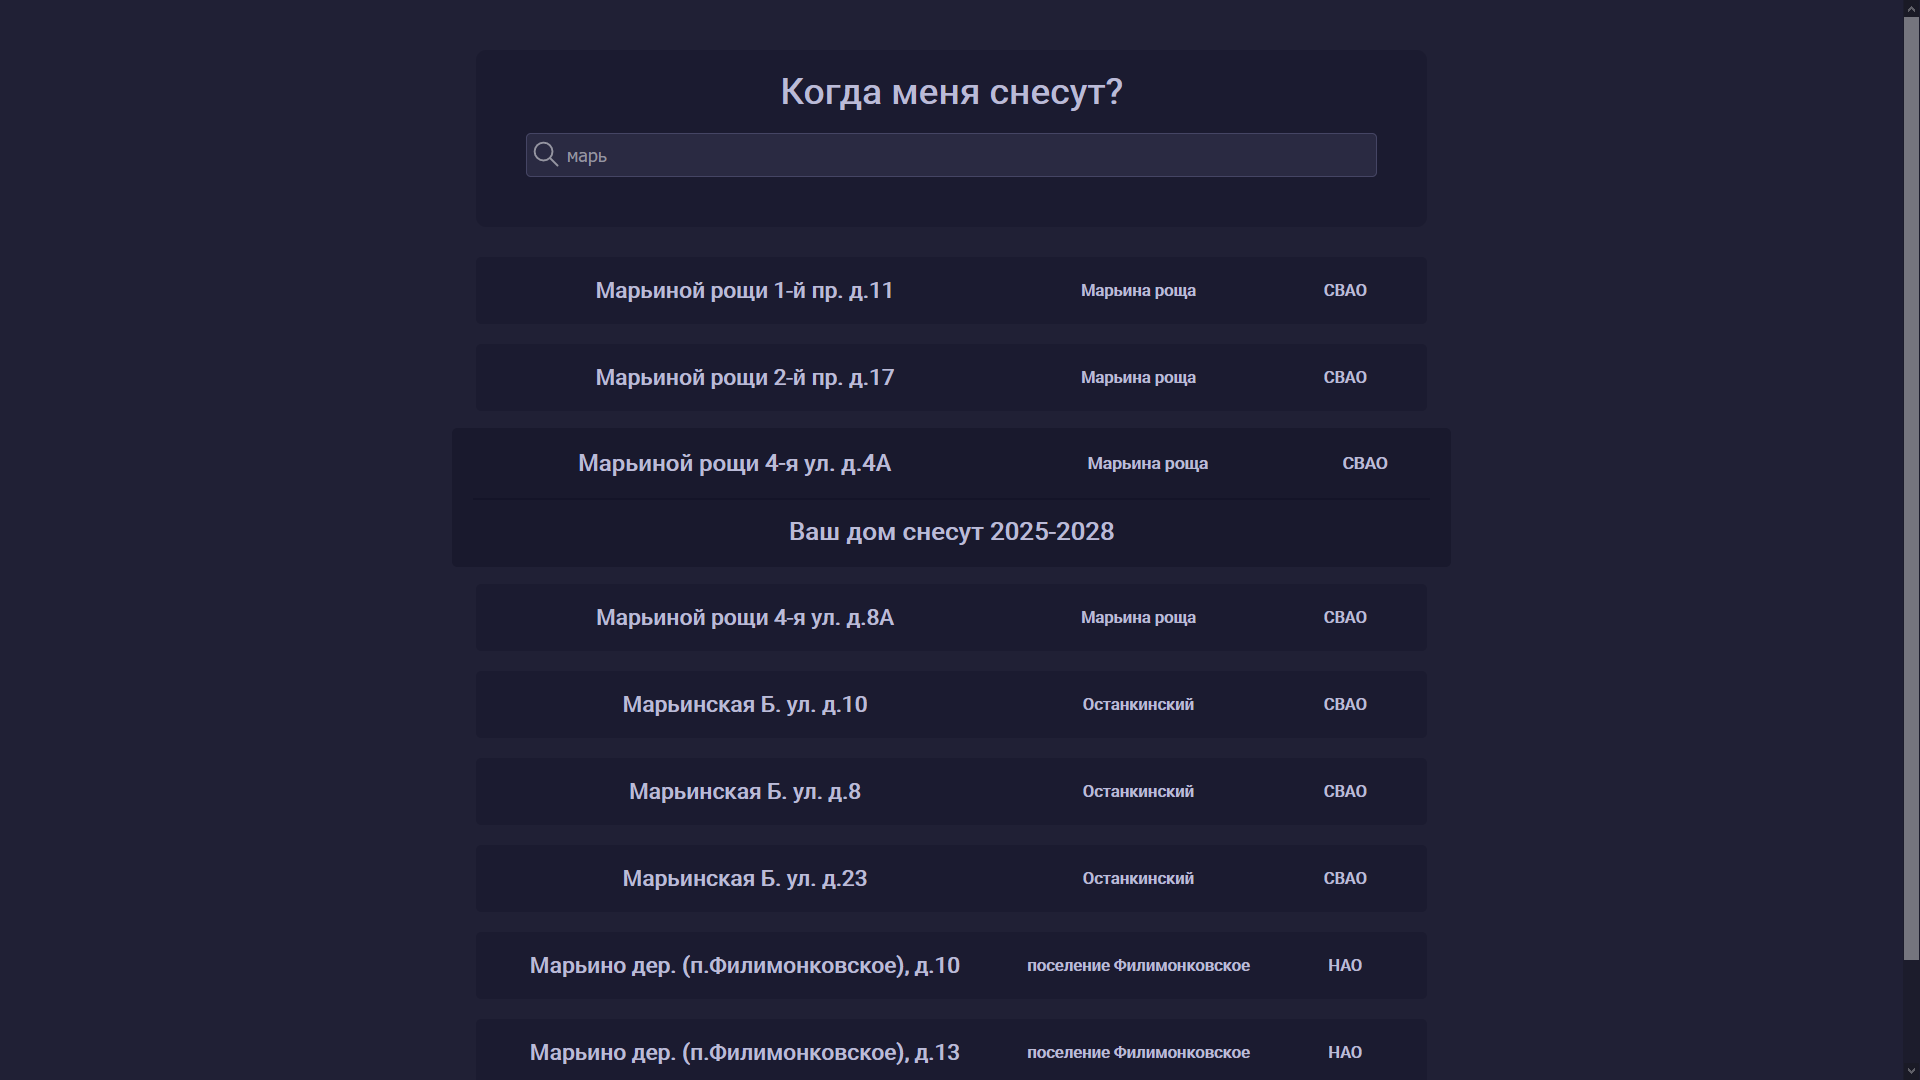 Когда меня снесут?
марь
Марьиной рощи 1-й пр. д.11 Марьина роща СВАО
Марьиной рощи 2-й пр. д.17 Марьина роща СВАО
Марьиной рощи 4-я ул. д.4А Марьина роща СВАО
Ваш дом снесут 2025-2028
Марьиной рощи 4-я ул. д.8А Марьина роща СВАО
Марьинская Б. ул. д.10 Останкинский СВАО
Марьинская Б. ул. д.8 Останкинский СВАО
Марьинская Б. ул. д.23 Останкинский СВАО
Марьино дер. (п.Филимонковское), д.10 поселение Филимонковское НАО
Марьино дер. (п.Филимонковское), д.13 поселение Филимонковское НАО